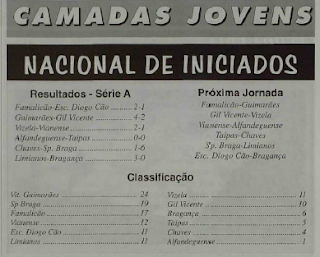 CAMADAS JOVENS
NACIONAL DE INICIADOS
Resultados - Série A
Famalicão-Esc. Diogo Cão ......... 2-1
Guimarães-Gil Vicente ......... 4-2
Vizela-Vianense ......... 2-1
Alfandeguense-Taipas ......... 0-0
Chaves-Sp. Braga ......... 1-6
Limianos-Bragança ......... 3-0
Próxima Jornada
Famalicão-Guimarães
Gil Vicente-Vizela
Vianense-Alfandeguense
Taipas-Chaves
Sp. Braga-Limianos
Esc. Diogo Cão-Bragança
Classificação
Vit. Guimarães ......... 24
Sp Braga ......... 19
Famalicão ......... 17
Vianense ......... 12
Esc. Diogo Cão ......... 11
Limianos ......... 11
Vizela ......... 11
Gil Vicente ......... 10
Bragança ......... 6
Taipas ......... 5
Chaves ......... 4
Alfandeguense ......... 1